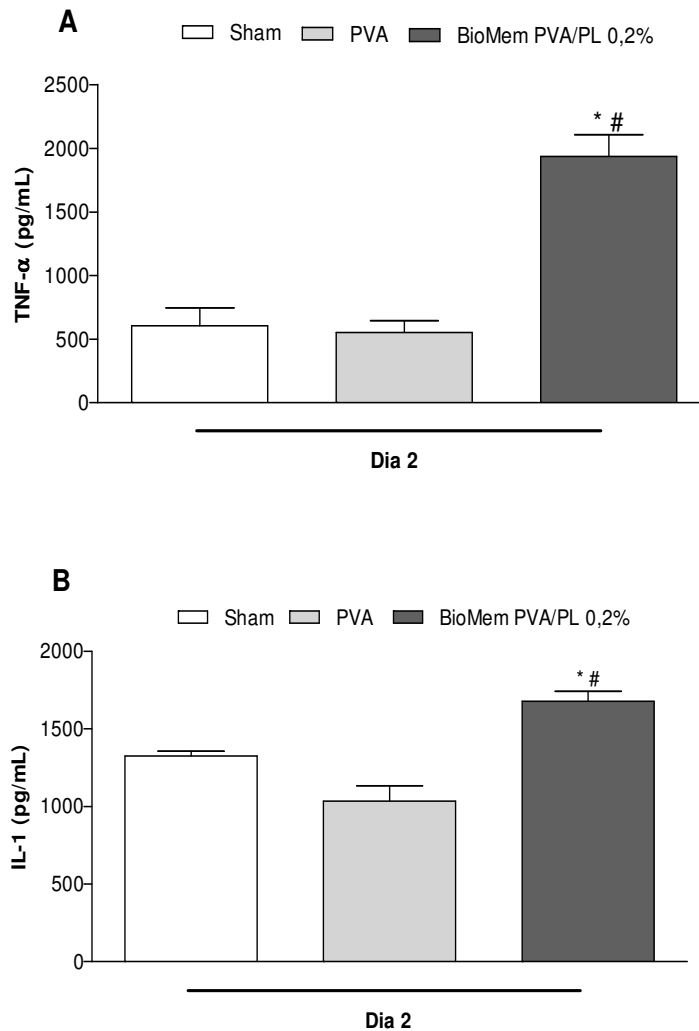 A
Sham PVA BioMem PVA/PL 0,2%
TNF-α (pg/mL)
2500
2000
1500
1000
500
0
* #
Dia 2
B
Sham PVA BioMem PVA/PL 0,2%
IL-1 (pg/mL)
2000
1500
1000
500
0
* #
Dia 2